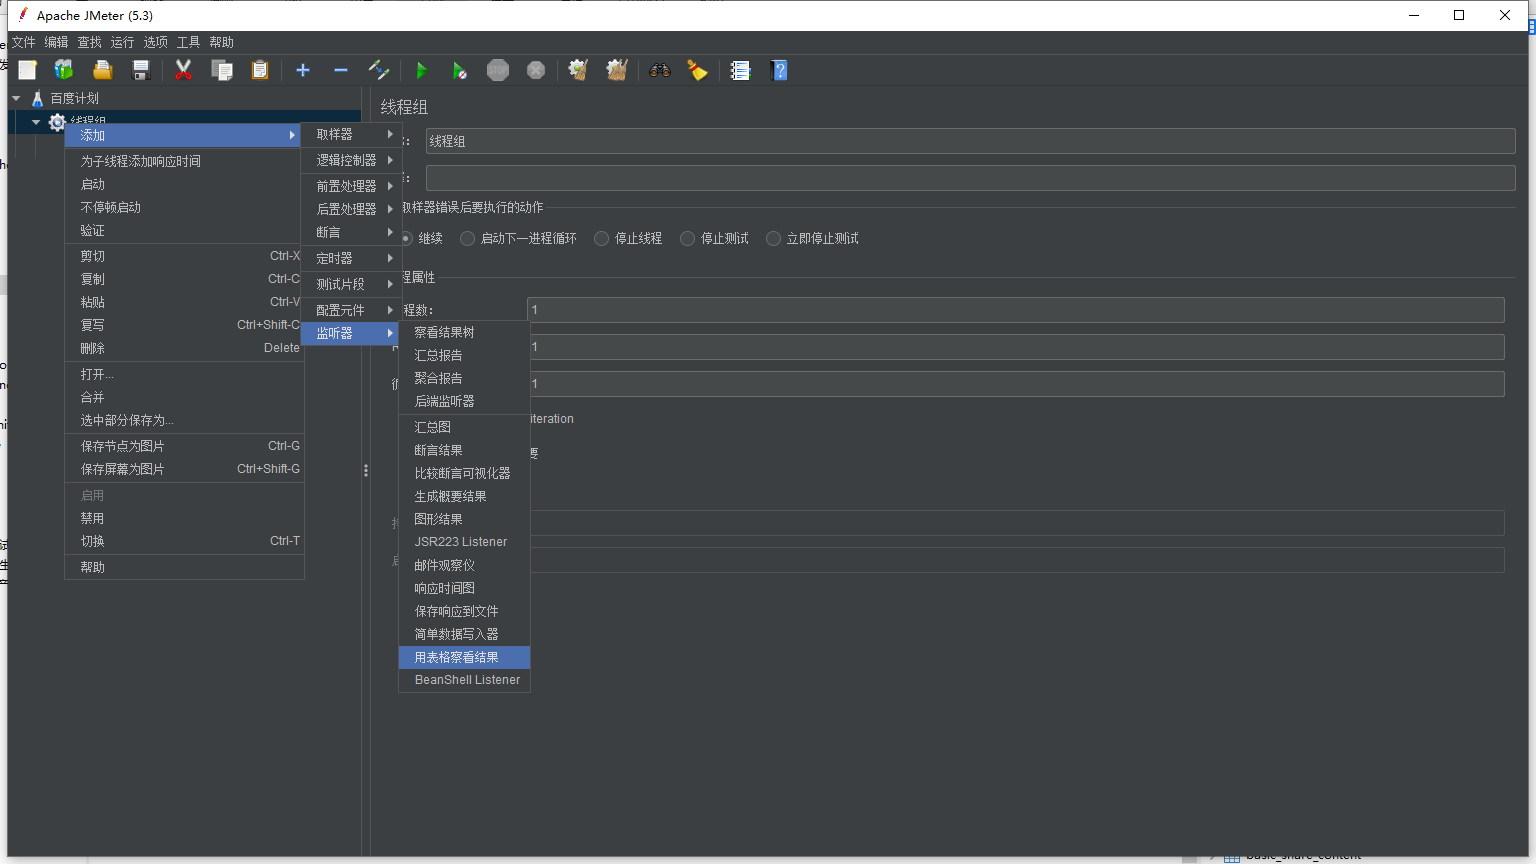 Apache JMeter (5.3)
文件 编辑 查找 运行 选项 工具 帮助
STOP
百度计划
线程组
添加
为子线程添加响应时间
启动
不停顿启动
验证
剪切 Ctrl-X
复制 Ctrl-C
粘贴 Ctrl-V
复写 Ctrl+Shift-C
删除 Delete
打开...
合并
选中部分保存为...
保存节点为图片 Ctrl-G
保存屏幕为图片 Ctrl+Shift-G
启用
禁用
切换 Ctrl-T
帮助
取样器
逻辑控制器
前置处理器
后置处理器
断言
定时器
测试片段
配置元件
监听器
察看结果树
汇总报告
聚合报告
后端监听器
汇总图
断言结果
比较断言可视化器
生成概要结果
图形结果
JSR223 Listener
邮件观察仪
响应时间图
保存响应到文件
简单数据写入器
用表格察看结果
BeanShell Listener
线程组
线程组
取样器错误后要执行的动作
继续 启动下一进程循环 停止线程 停止测试 立即停止测试
程属性
程数: 1
1
1
iteration
要
basic_share_content